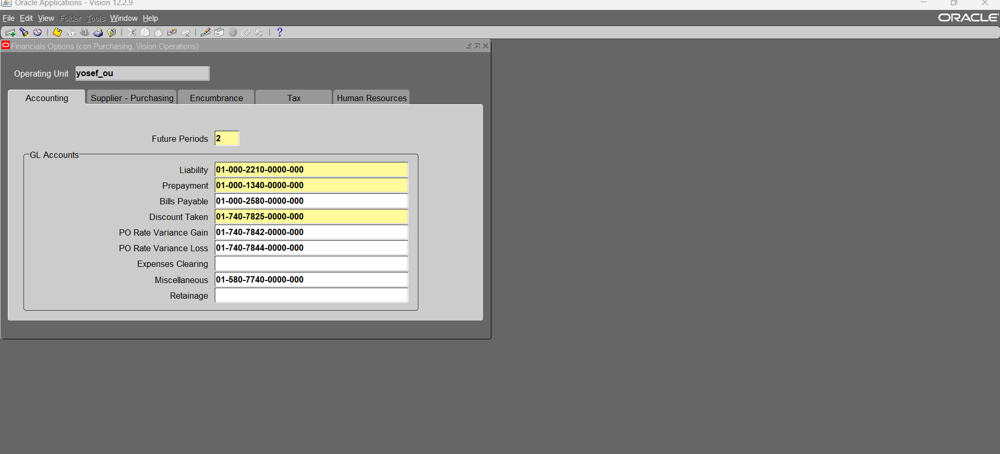 Oracle Applications - Vision 12.2.9
File Edit View Folder Tools Window Help
ORACLE
Financials Options (con Purchasing, Vision Operations)
Operating Unit yosef_ou
Accounting Supplier - Purchasing Encumbrance Tax Human Resources
Future Periods 2
GL Accounts
Liability 01-000-2210-0000-000
Prepayment 01-000-1340-0000-000
Bills Payable 01-000-2580-0000-000
Discount Taken 01-740-7825-0000-000
PO Rate Variance Gain 01-740-7842-0000-000
PO Rate Variance Loss 01-740-7844-0000-000
Expenses Clearing
Miscellaneous 01-580-7740-0000-000
Retainage